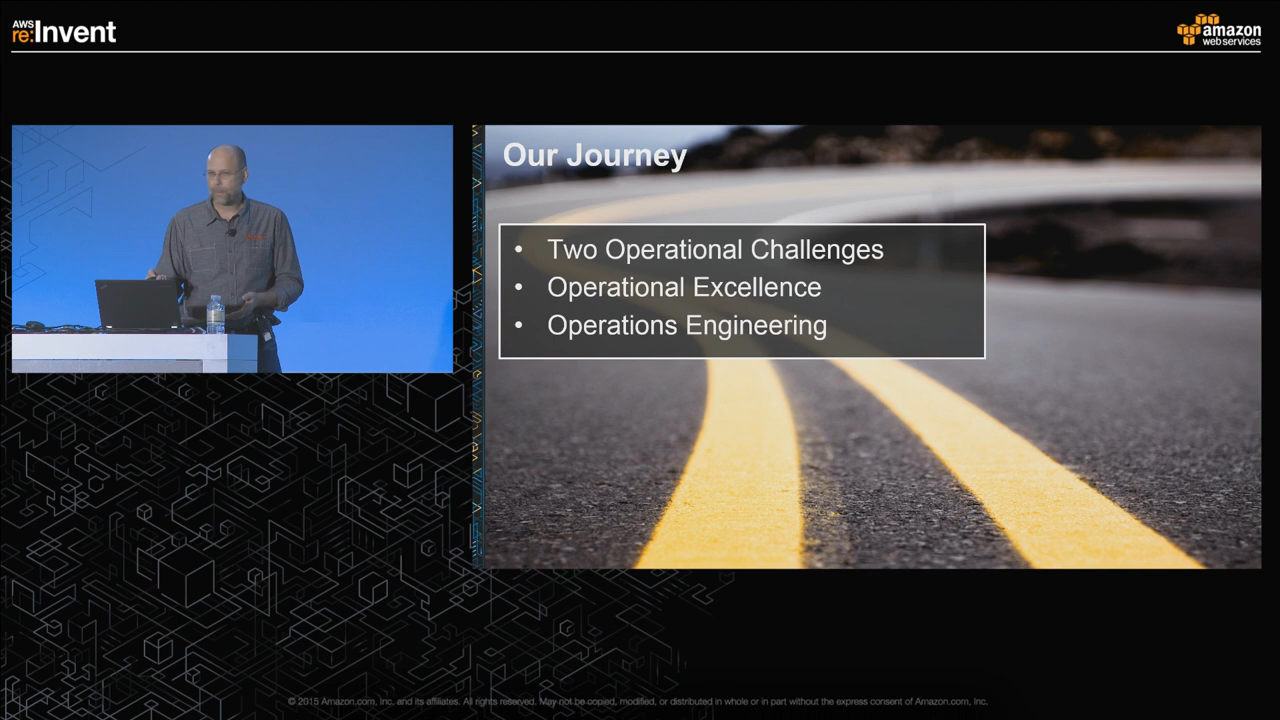 AWS
re:Invent
amazon
web services
Our Journey
• Two Operational Challenges
• Operational Excellence
• Operations Engineering
© 2015 Amazon.com, Inc, and its affiliates. All rights reserved. May not be copied, modified, or distributed in whole or in part without the express consent of Amazon.com, Inc.